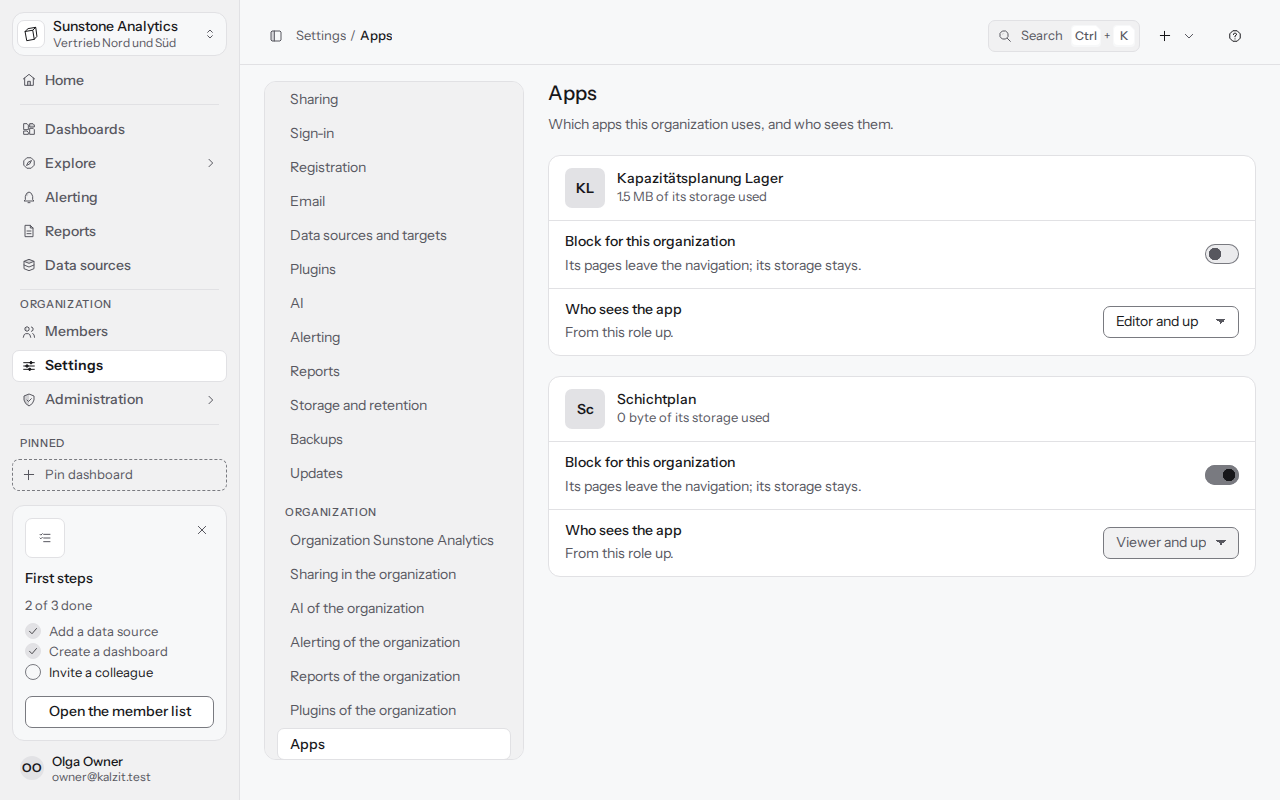 Sunstone Analytics
Vertrieb Nord und Süd
Home
Dashboards
Explore
Alerting
Reports
Data sources
ORGANIZATION
Members
Settings
Administration
PINNED
Pin dashboard
First steps
2 of 3 done
Add a data source
Create a dashboard
Invite a colleague
Open the member list
OO
Olga Owner
owner@kalzit.test
Settings / Apps
Search Ctrl + K
Sharing
Sign-in
Registration
Email
Data sources and targets
Plugins
AI
Alerting
Reports
Storage and retention
Backups
Updates
ORGANIZATION
Organization Sunstone Analytics
Sharing in the organization
AI of the organization
Alerting of the organization
Reports of the organization
Plugins of the organization
Apps
Apps
Which apps this organization uses, and who sees them.
KL
Kapazitätsplanung Lager
1.5 MB of its storage used
Block for this organization
Its pages leave the navigation; its storage stays.
Who sees the app
From this role up.
Editor and up
Sc
Schichtplan
0 byte of its storage used
Block for this organization
Its pages leave the navigation; its storage stays.
Who sees the app
From this role up.
Viewer and up